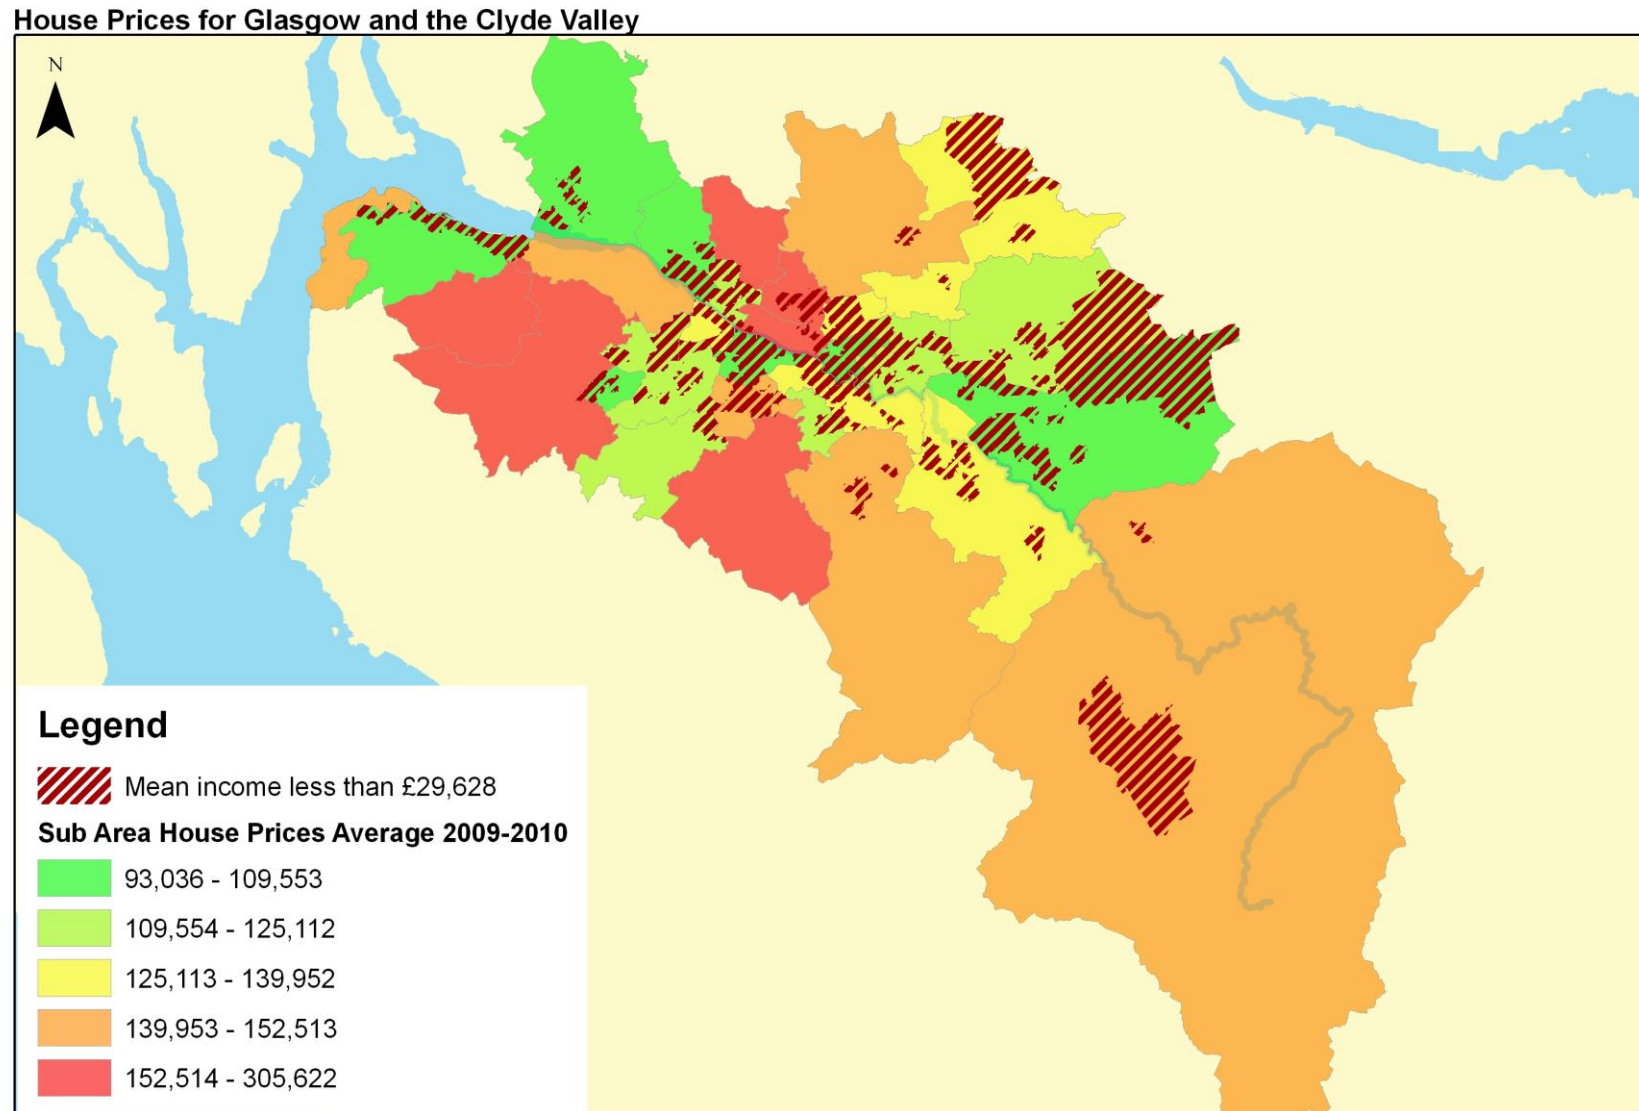 House Prices for Glasgow and the Clyde Valley
N
Legend
Mean income less than £29,628
Sub Area House Prices Average 2009-2010
93,036 - 109,553
109,554 - 125,112
125,113 - 139,952
139,953 - 152,513
152,514 - 305,622